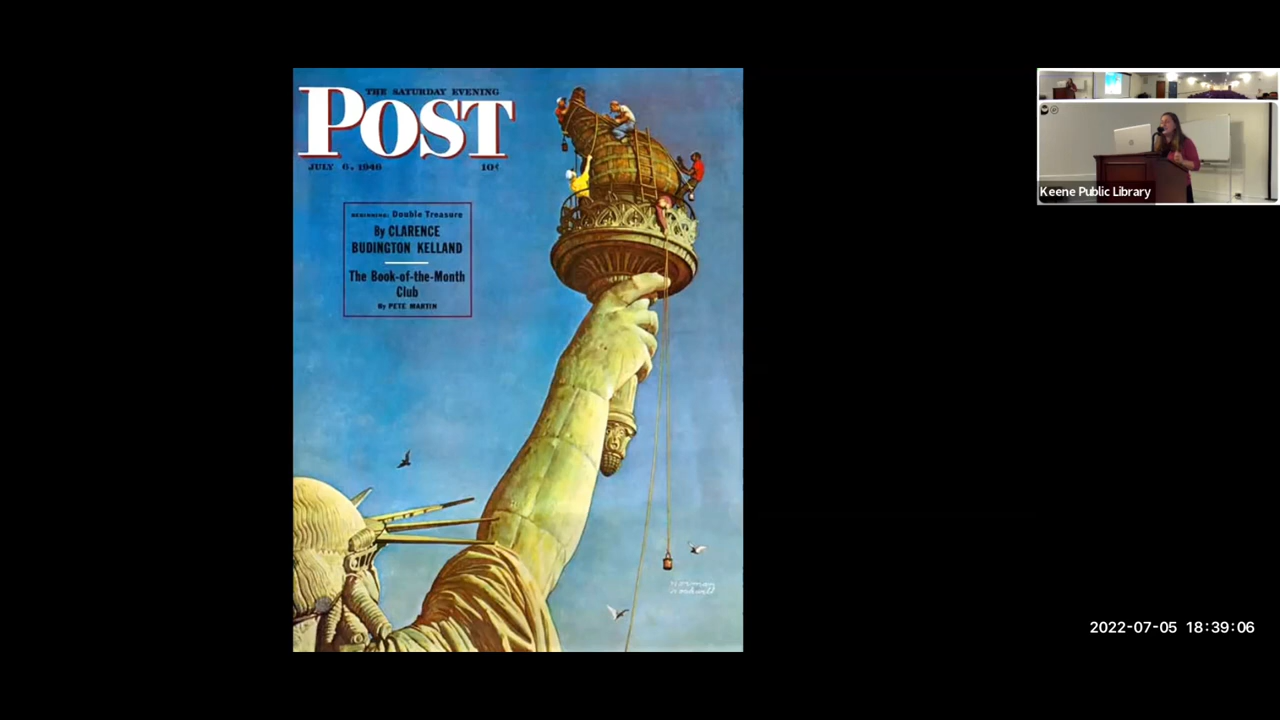 THE SATURDAY EVENING
POST
JULY 6, 1946 10¢
BEGINNING: Double Treasure
By CLARENCE
BUDINGTON KELLAND
The Book-of-the-Month
Club
By PETE MARTIN
Norman
Rockwell
Keene Public Library
2022-07-05 18:39:06